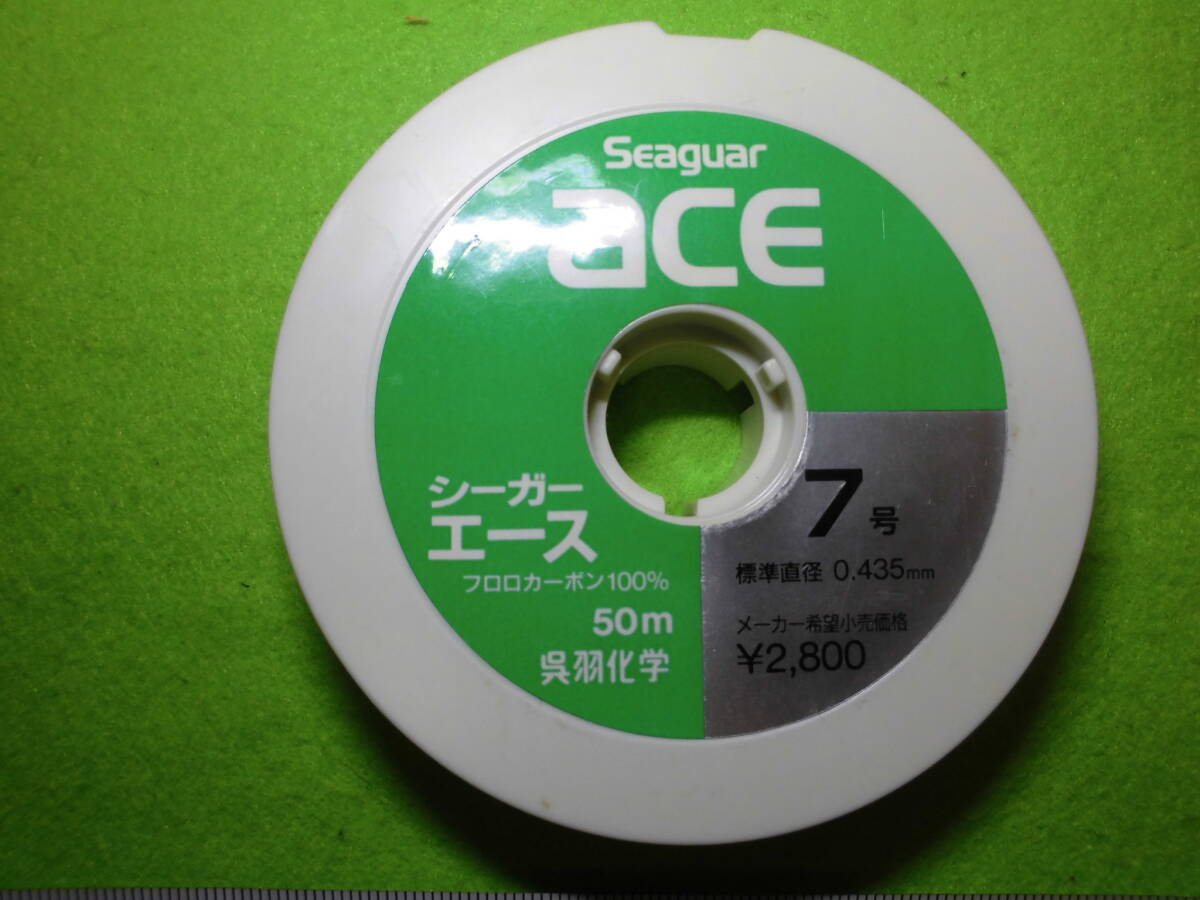 Seaguar
ace
シーガー
エース
フロロカーボン100%
50m
呉羽化学
7号
標準直径 0.435mm
メーカー希望小売価格
¥2,800